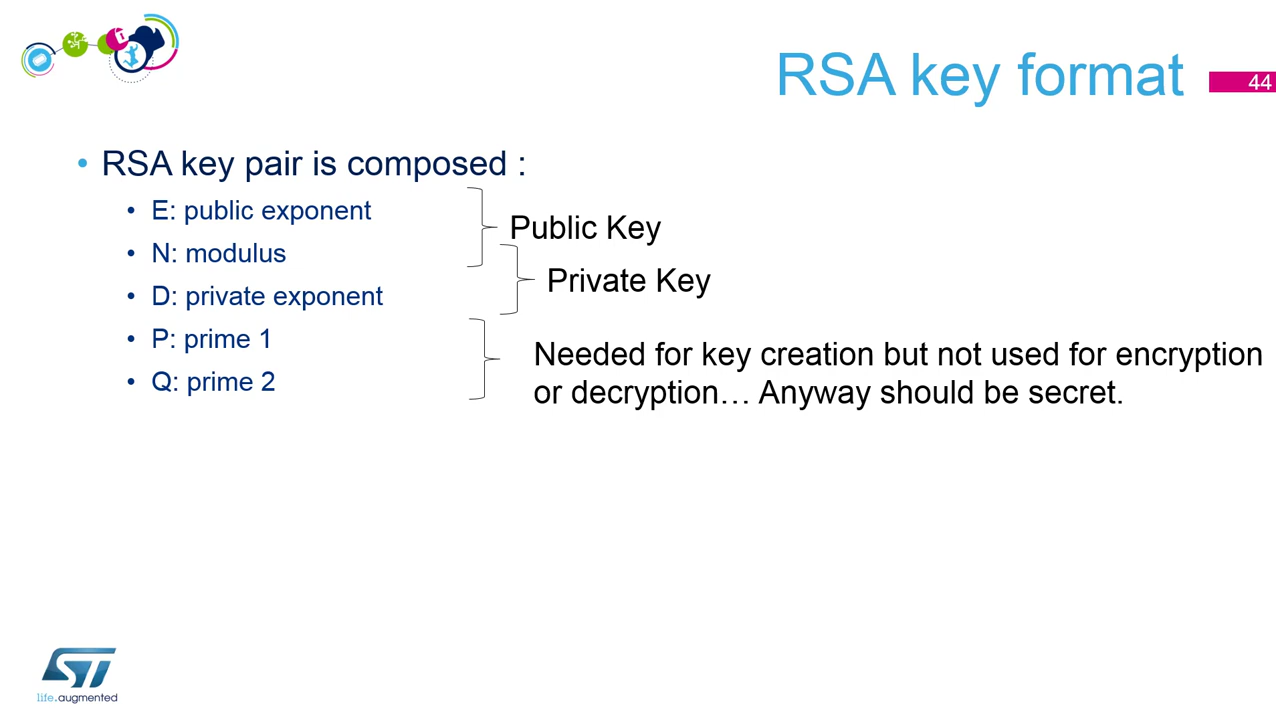 RSA key format
44
• RSA key pair is composed :
• E: public exponent
• N: modulus
• D: private exponent
• P: prime 1
• Q: prime 2
Public Key
Private Key
Needed for key creation but not used for encryption
or decryption… Anyway should be secret.
ST
life.augmented